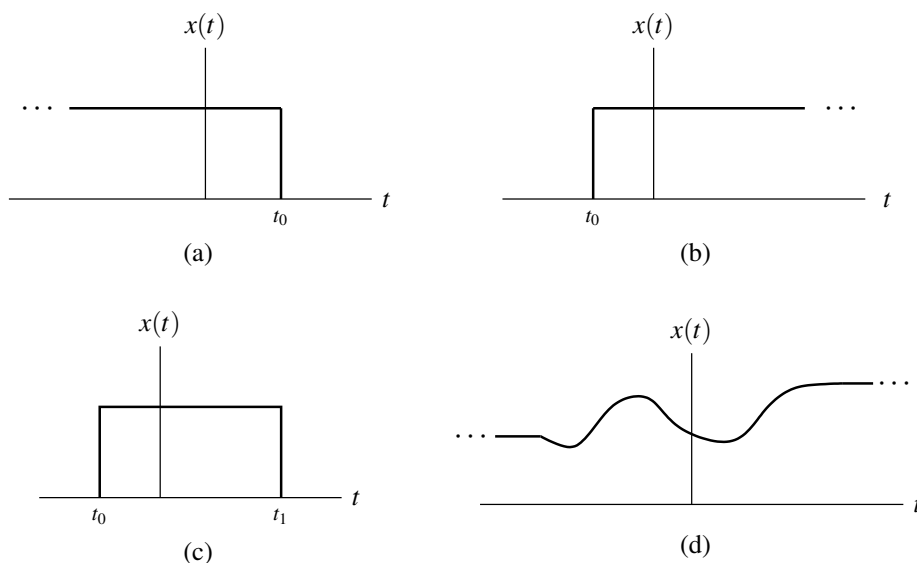 x(t)
x(t)
· · ·
· · ·
t
t
t₀
t₀
(a)
(b)
x(t)
x(t)
· · ·
· · ·
t
t
t₀
t₁
(c)
(d)